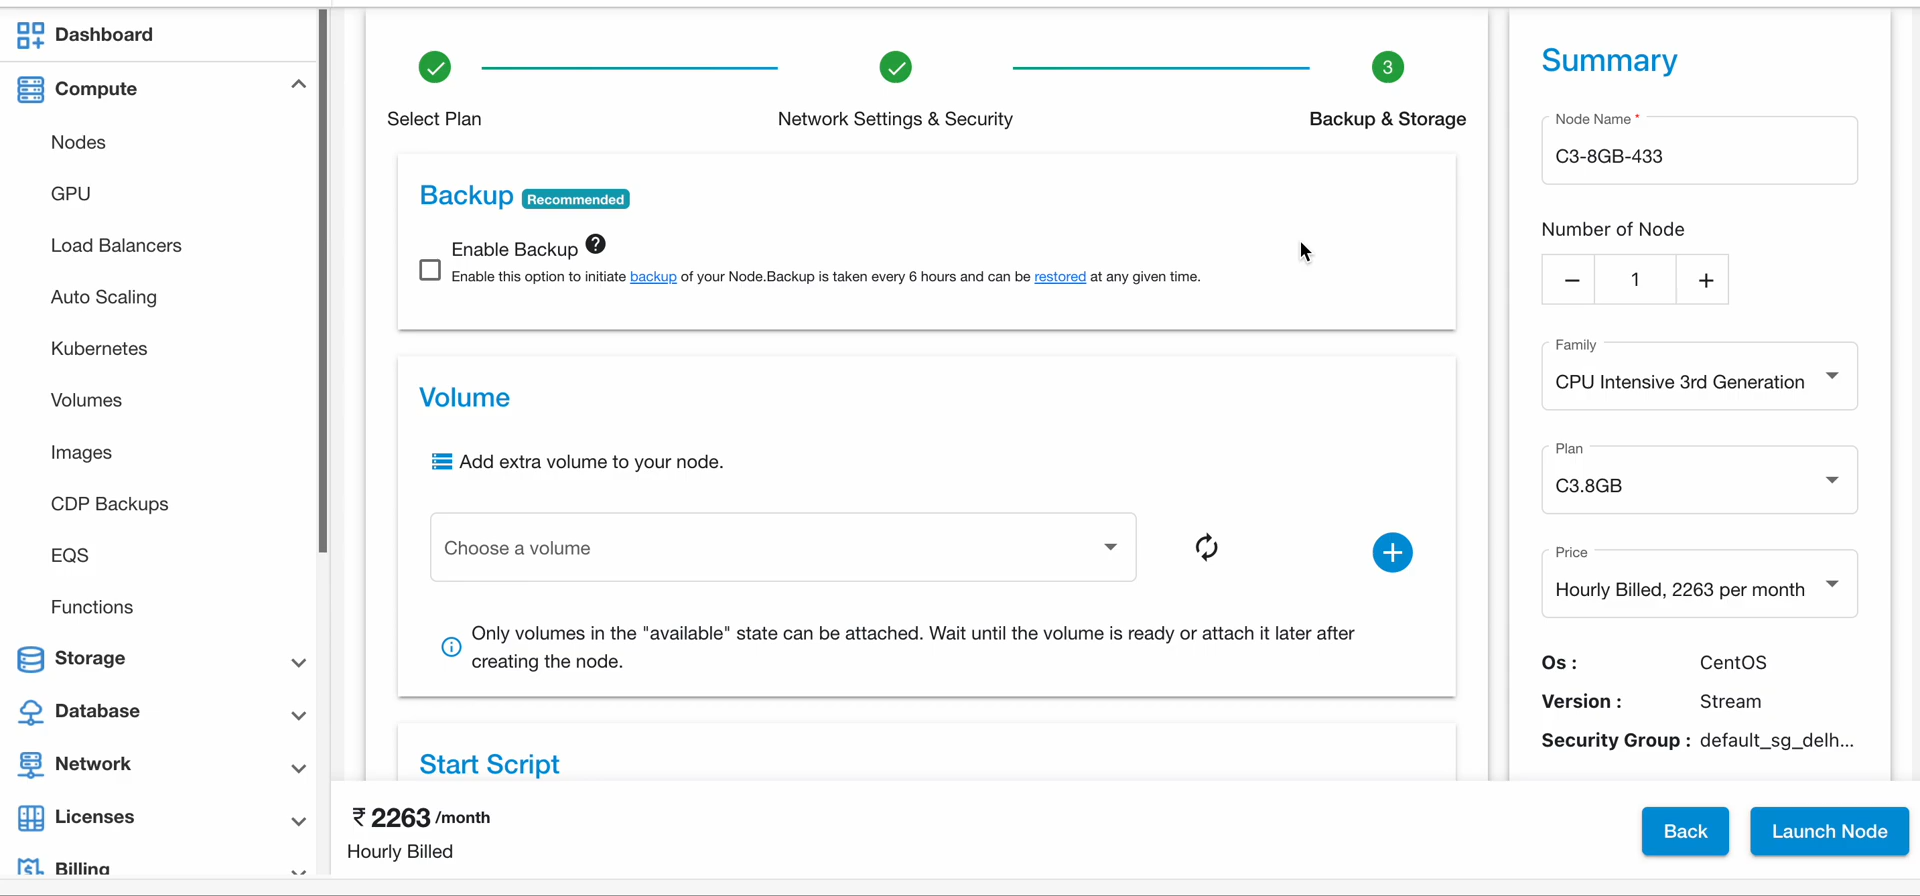 Dashboard
Compute
Nodes
GPU
Load Balancers
Auto Scaling
Kubernetes
Volumes
Images
CDP Backups
EQS
Functions
Storage
Database
Network
Licenses
Billing
Select Plan
Network Settings & Security
3
Backup & Storage
Backup Recommended
Enable Backup ?
Enable this option to initiate backup of your Node.Backup is taken every 6 hours and can be restored at any given time.
Volume
Add extra volume to your node.
Choose a volume
Only volumes in the "available" state can be attached. Wait until the volume is ready or attach it later after
creating the node.
Start Script
Summary
Node Name *
C3-8GB-433
Number of Node
− 1 +
Family
CPU Intensive 3rd Generation
Plan
C3.8GB
Price
Hourly Billed, 2263 per month
Os : CentOS
Version : Stream
Security Group : default_sg_delh...
₹ 2263 /month
Hourly Billed
Back
Launch Node